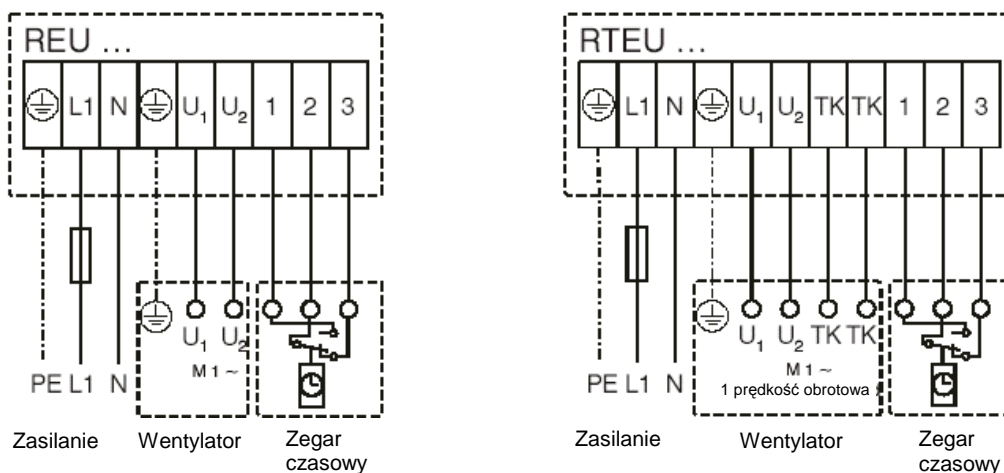 REU ...
L1 N U1 U2 1 2 3
U1 U2
M 1 ~
PE L1 N
Zasilanie Wentylator Zegar
czasowy
RTEU ...
L1 N U1 U2 TK TK 1 2 3
U1 U2 TK TK
M 1 ~
1 prędkość obrotowa
PE L1 N
Zasilanie Wentylator Zegar
czasowy